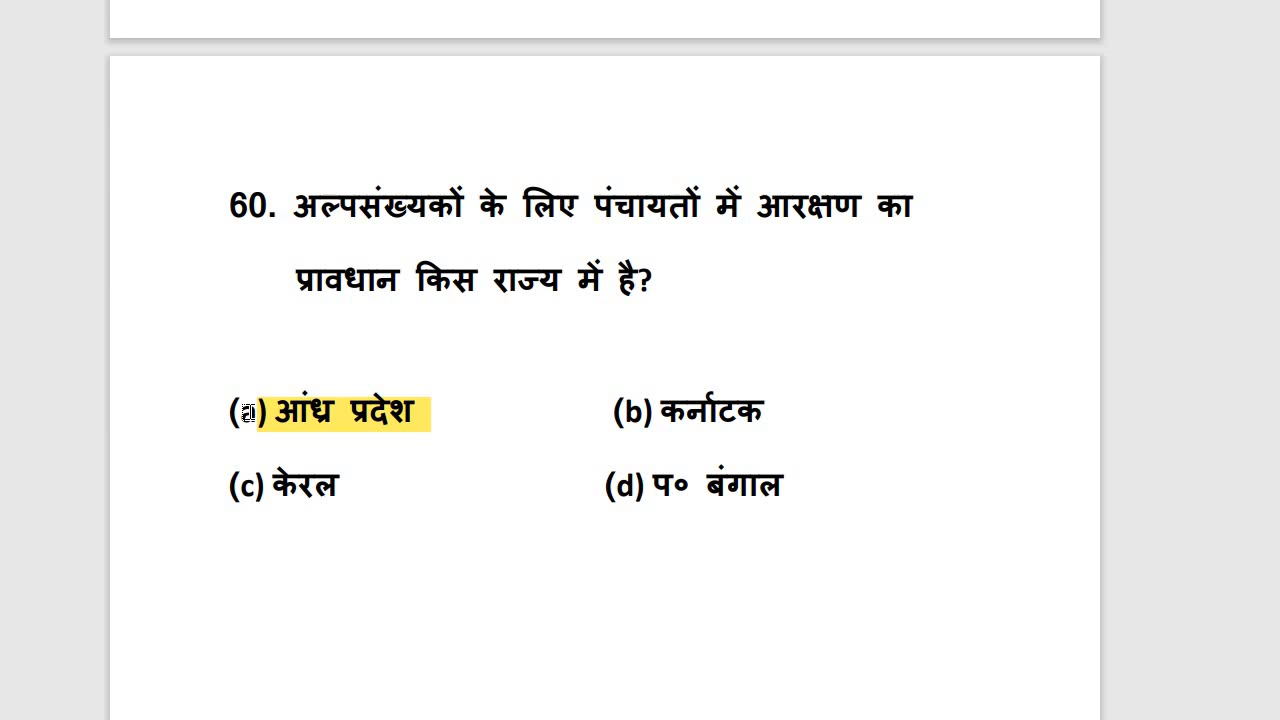 60. अल्पसंख्यकों के लिए पंचायतों में आरक्षण का
प्रावधान किस राज्य में है?
(a) आंध्र प्रदेश (b) कर्नाटक
(c) केरल (d) प० बंगाल